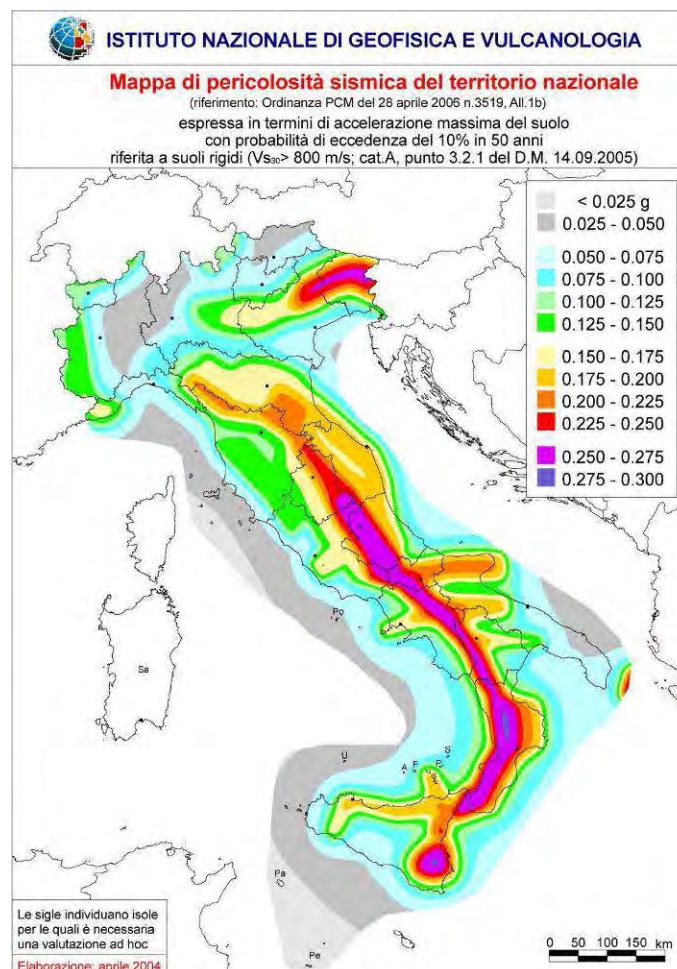 ISTITUTO NAZIONALE DI GEOFISICA E VULCANOLOGIA
Mappa di pericolosità sismica del territorio nazionale
(riferimento: Ordinanza PCM del 28 aprile 2006 n.3519, All.1b)
espressa in termini di accelerazione massima del suolo
con probabilità di eccedenza del 10% in 50 anni
riferita a suoli rigidi (Vs30> 800 m/s; cat.A, punto 3.2.1 del D.M. 14.09.2005)
< 0.025 g
0.025 - 0.050
0.050 - 0.075
0.075 - 0.100
0.100 - 0.125
0.125 - 0.150
0.150 - 0.175
0.175 - 0.200
0.200 - 0.225
0.225 - 0.250
0.250 - 0.275
0.275 - 0.300
Po
Sa
U
A
F
P
S
Pa
Pe
Le sigle individuano isole
per le quali è necessaria
una valutazione ad hoc
Elaborazione: aprile 2004
0 50 100 150 km